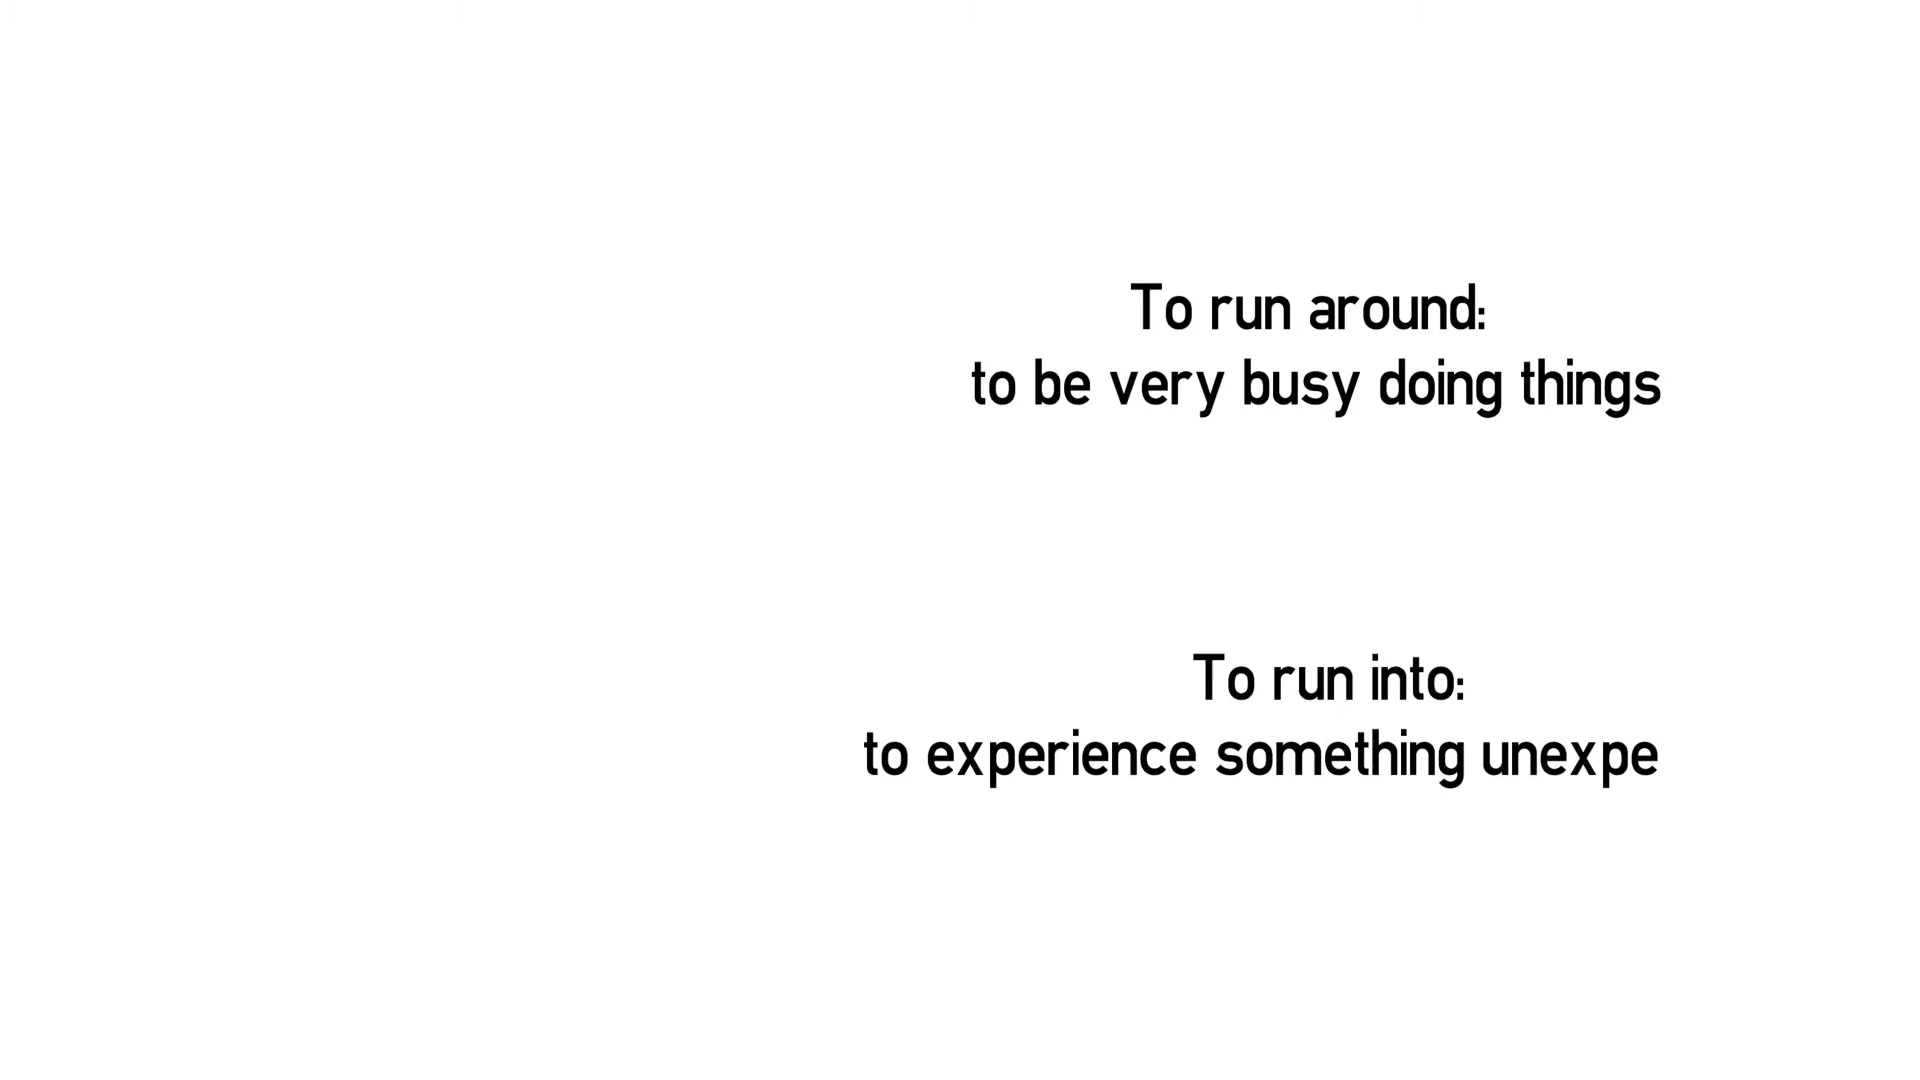 To run around:
to be very busy doing things
To run into:
to experience something unexpe